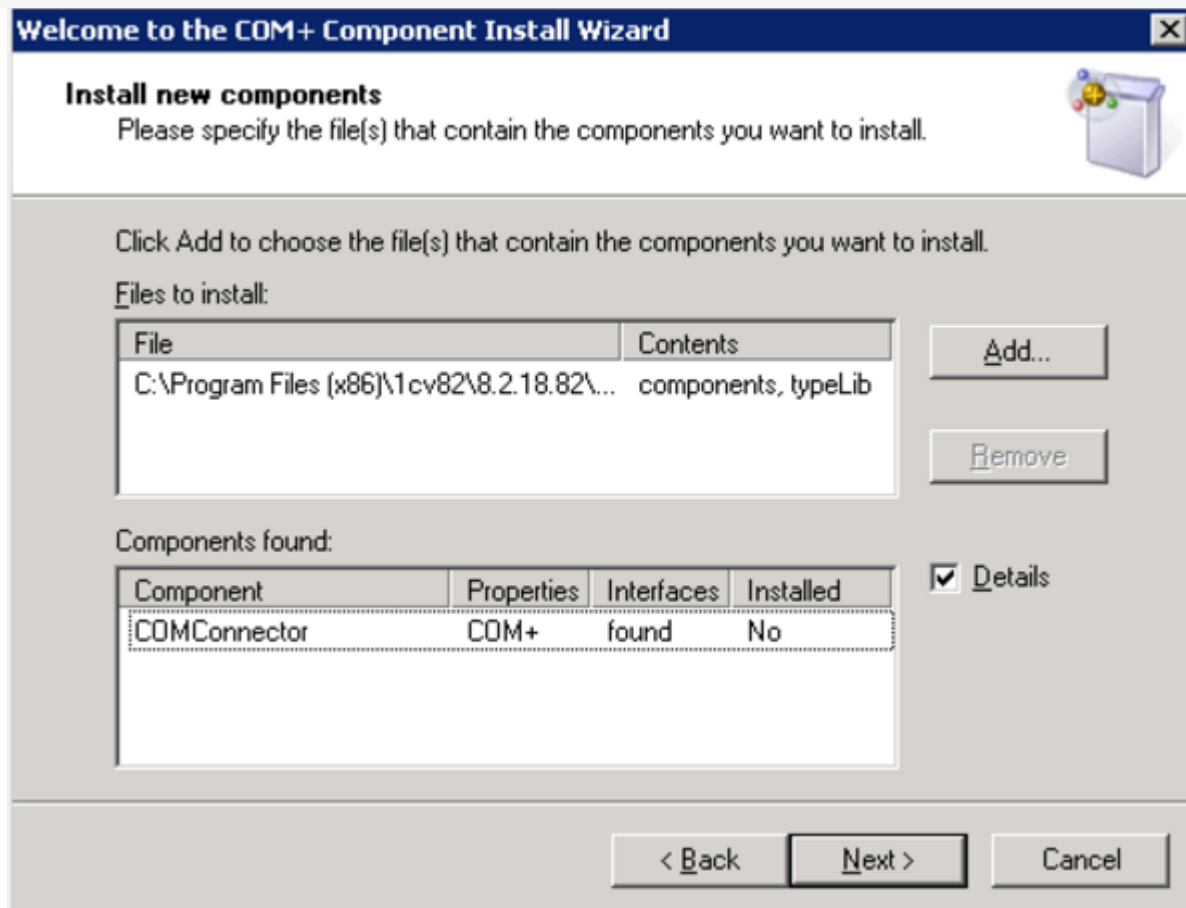 Welcome to the COM+ Component Install Wizard
Install new components
Please specify the file(s) that contain the components you want to install.
Click Add to choose the file(s) that contain the components you want to install.
Files to install:
File Contents
C:\Program Files (x86)\1cv82\8.2.18.82\... components, typeLib
Add...
Remove
Components found:
Component Properties Interfaces Installed
COMConnector COM+ found No
Details
< Back Next > Cancel